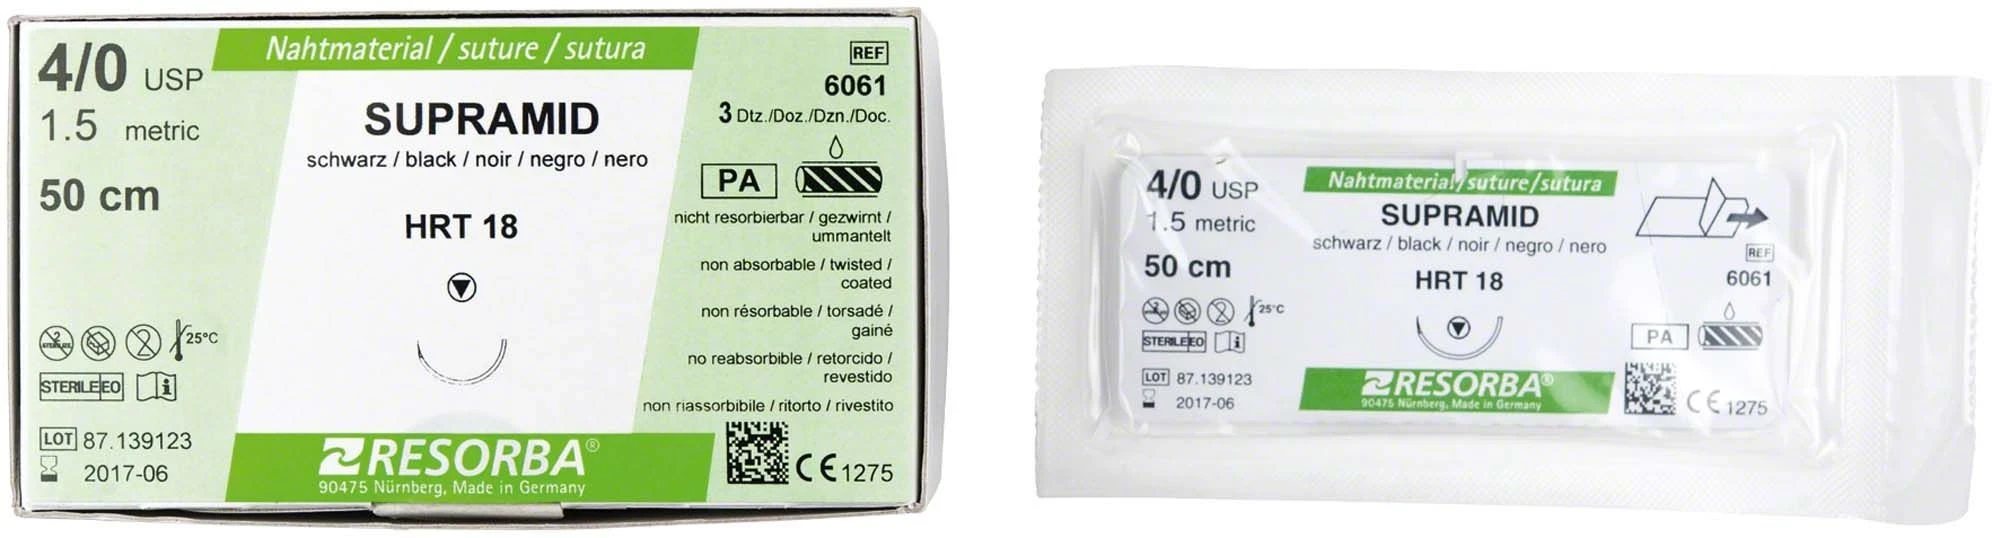 4/0 USP
1.5 metric
50 cm
Nahtmaterial / suture / sutura
SUPRAMID
schwarz / black / noir / negro / nero
HRT 18
REF
6061
3 Dtz./Doz./Dzn./Doc.
PA
nicht resorbierbar / gezwirnt /
ummantelt
non absorbable / twisted /
coated
non résorbable / torsadé /
gainé
no reabsorbible / retorcido /
revestido
non riassorbibile / ritorto / rivestito
25°C
STERILE EO
LOT 87.139123
2017-06
RESORBA®
90475 Nürnberg, Made in Germany
CE 1275
4/0 USP
1.5 metric
50 cm
Nahtmaterial/suture/sutura
SUPRAMID
schwarz / black / noir / negro / nero
HRT 18
REF
6061
PA
25°C
STERILE EO
LOT 87.139123
2017-06
RESORBA®
90475 Nürnberg, Made in Germany
CE 1275